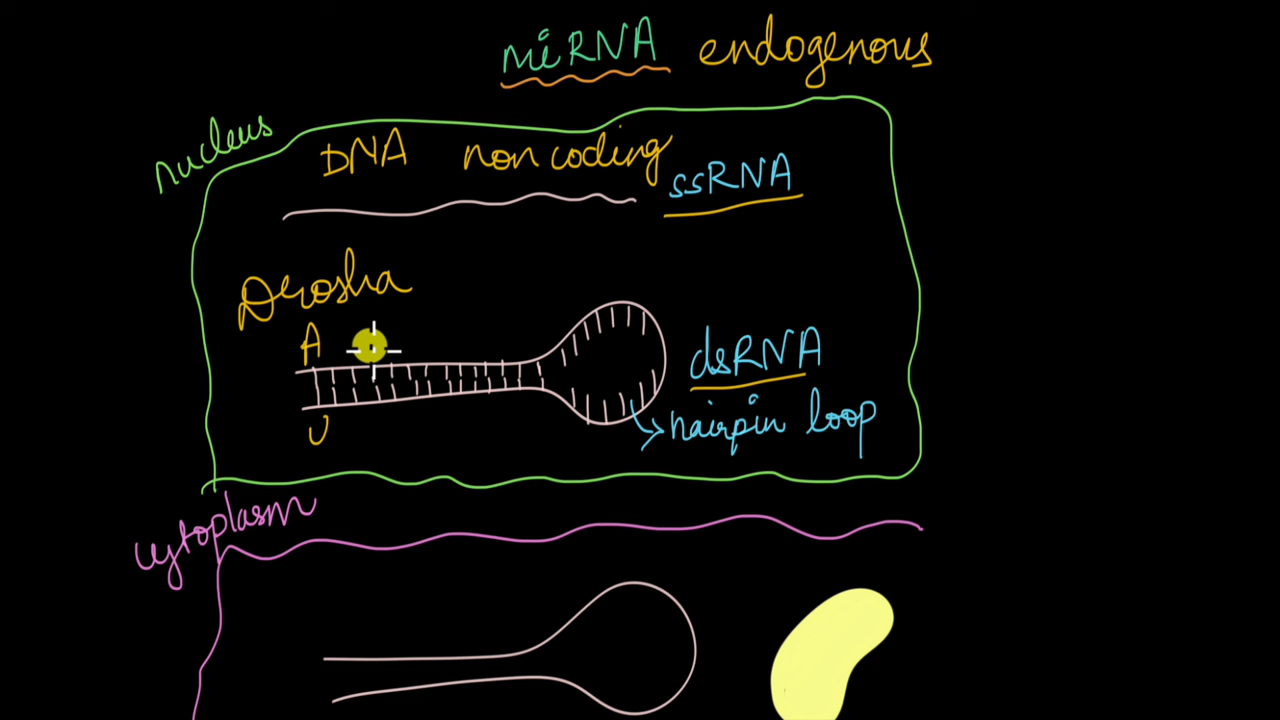 miRNA endogenous
nucleus
DNA non coding
ssRNA
Drosha
A
dsRNA
hairpin loop
U
cytoplasm